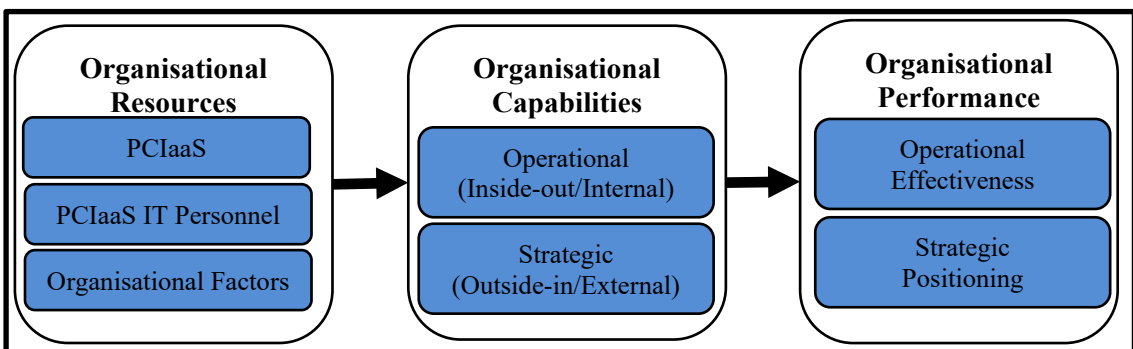 Organisational
Resources
PCIaaS
PCIaaS IT Personnel
Organisational Factors
Organisational
Capabilities
Operational
(Inside-out/Internal)
Strategic
(Outside-in/External)
Organisational
Performance
Operational
Effectiveness
Strategic
Positioning